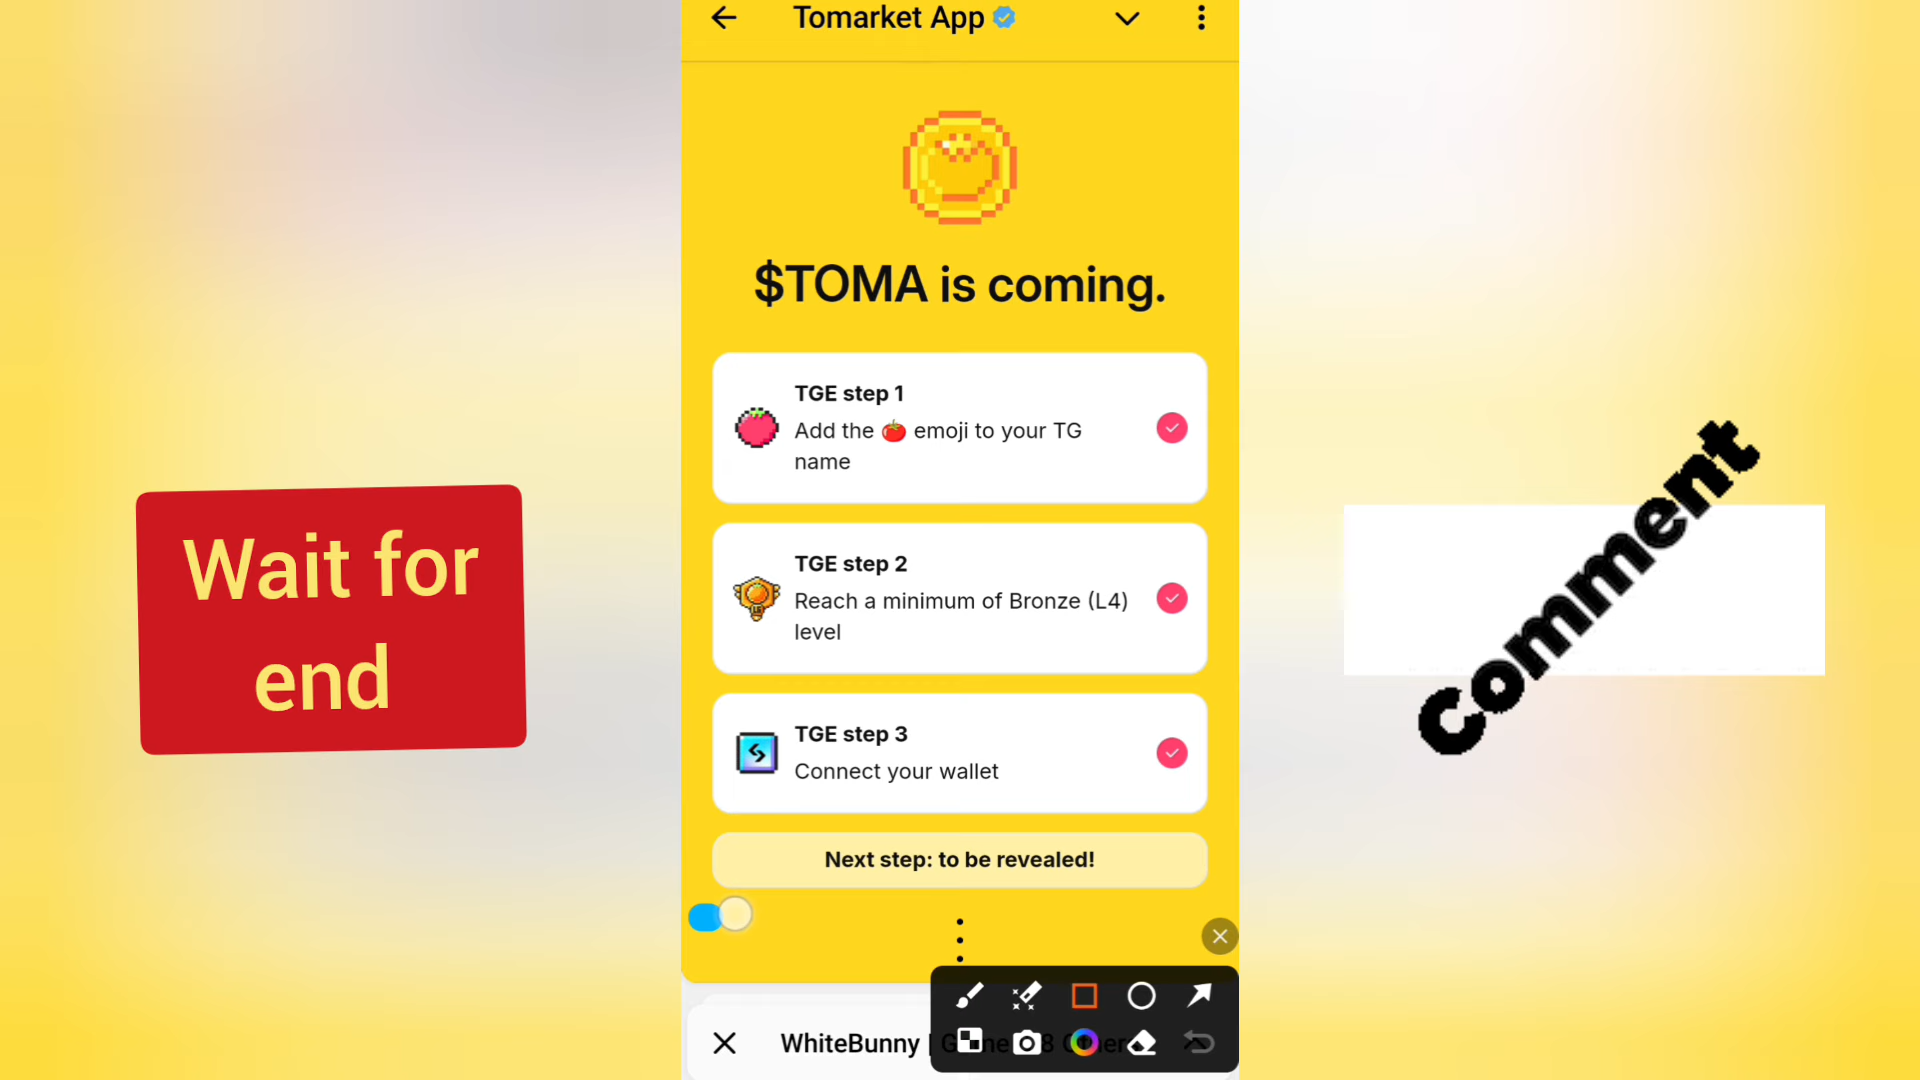 Tomarket App
$TOMA is coming.
TGE step 1
Add the 🍅 emoji to your TG
name
TGE step 2
Reach a minimum of Bronze (L4)
level
TGE step 3
Connect your wallet
Next step: to be revealed!
WhiteBunny |
Wait for
end
Comment